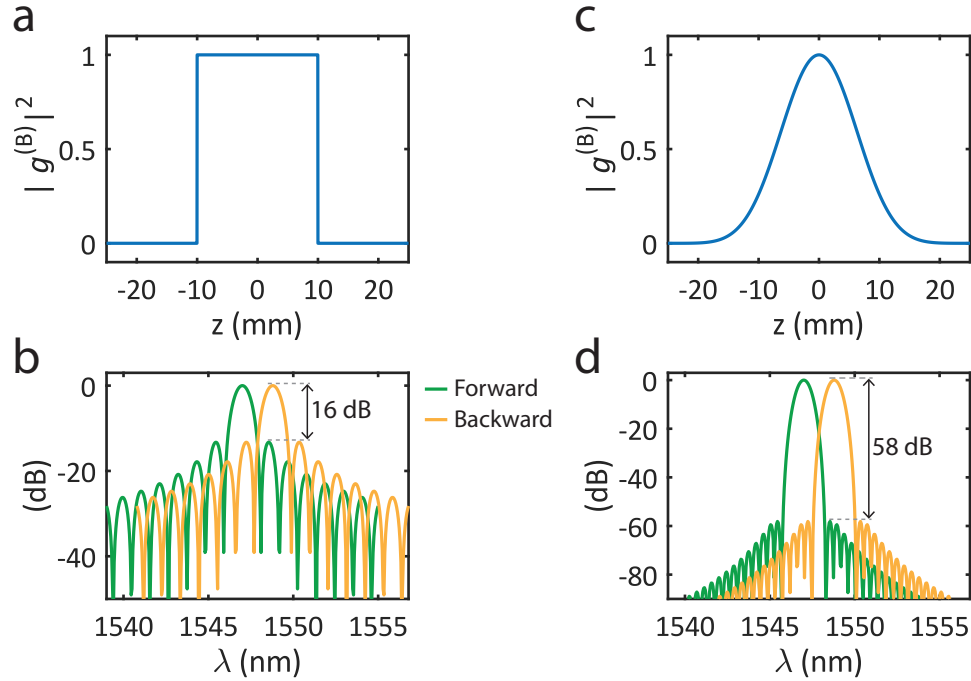 a
| g(B) |2
1
0.5
0
-20 -10 0 10 20
z (mm)
b
(dB)
0
-20
-40
16 dB
1540 1545 1550 1555
λ (nm)
Forward
Backward
c
| g(B) |2
1
0.5
0
-20 -10 0 10 20
z (mm)
d
(dB)
0
-20
-40
-60
-80
58 dB
1540 1545 1550 1555
λ (nm)